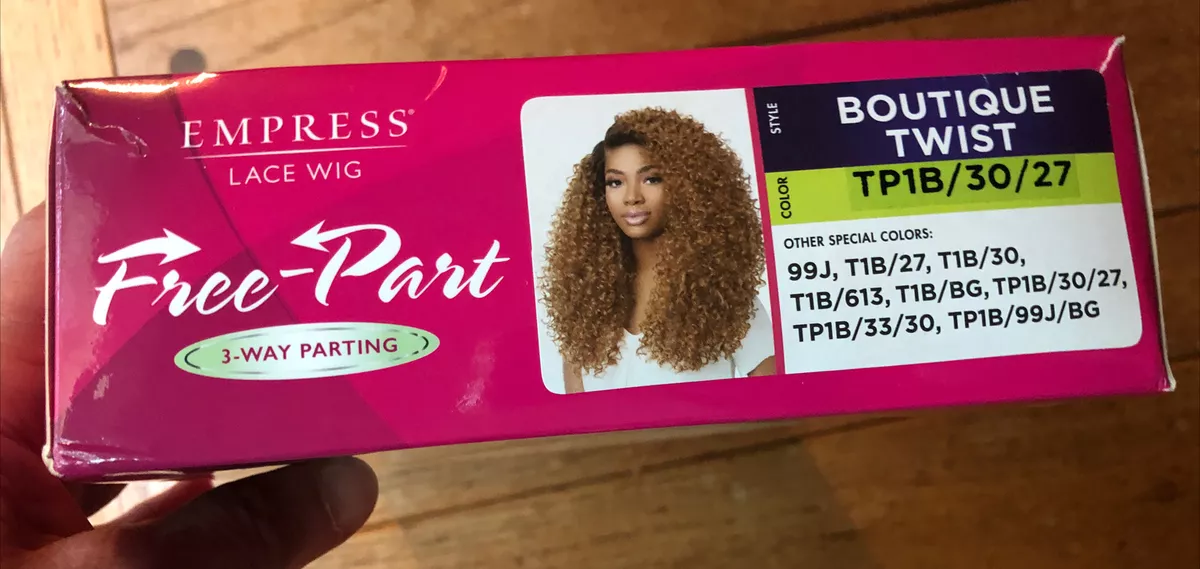 EMPRESS®
LACE WIG
Free-Part
3-WAY PARTING
STYLE
BOUTIQUE
TWIST
COLOR
TP1B/30/27
OTHER SPECIAL COLORS:
99J, T1B/27, T1B/30,
T1B/613, T1B/BG, TP1B/30/27,
TP1B/33/30, TP1B/99J/BG